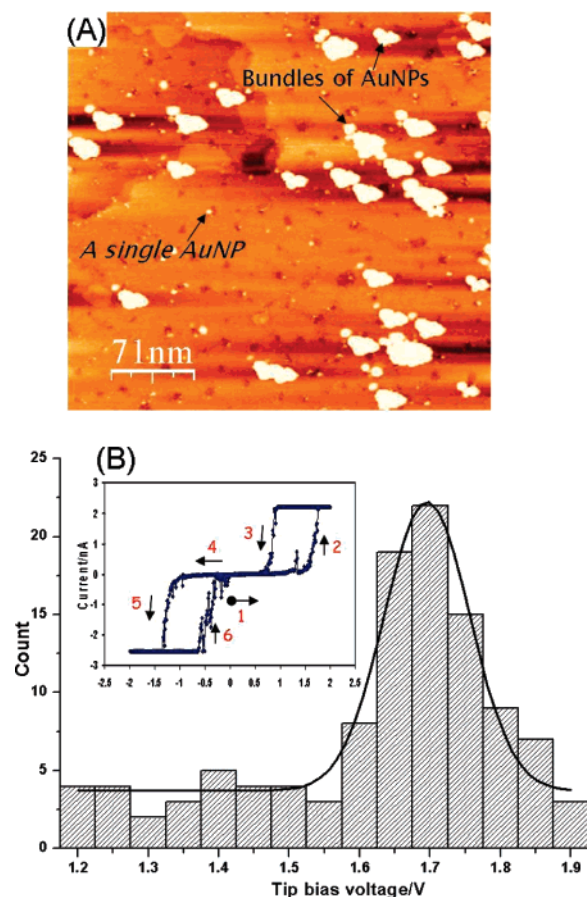 (A)
Bundles of AuNPs
A single AuNP
71nm
(B)
Count
25
20
15
10
5
0
1.2 1.3 1.4 1.5 1.6 1.7 1.8 1.9
Tip bias voltage/V
Current/nA
3
2
1
0
-1
-2
-3
-2.5 -2 -1.5 -1 -0.5 0 0.5 1 1.5 2 2.5
4
3
2
5
1
6